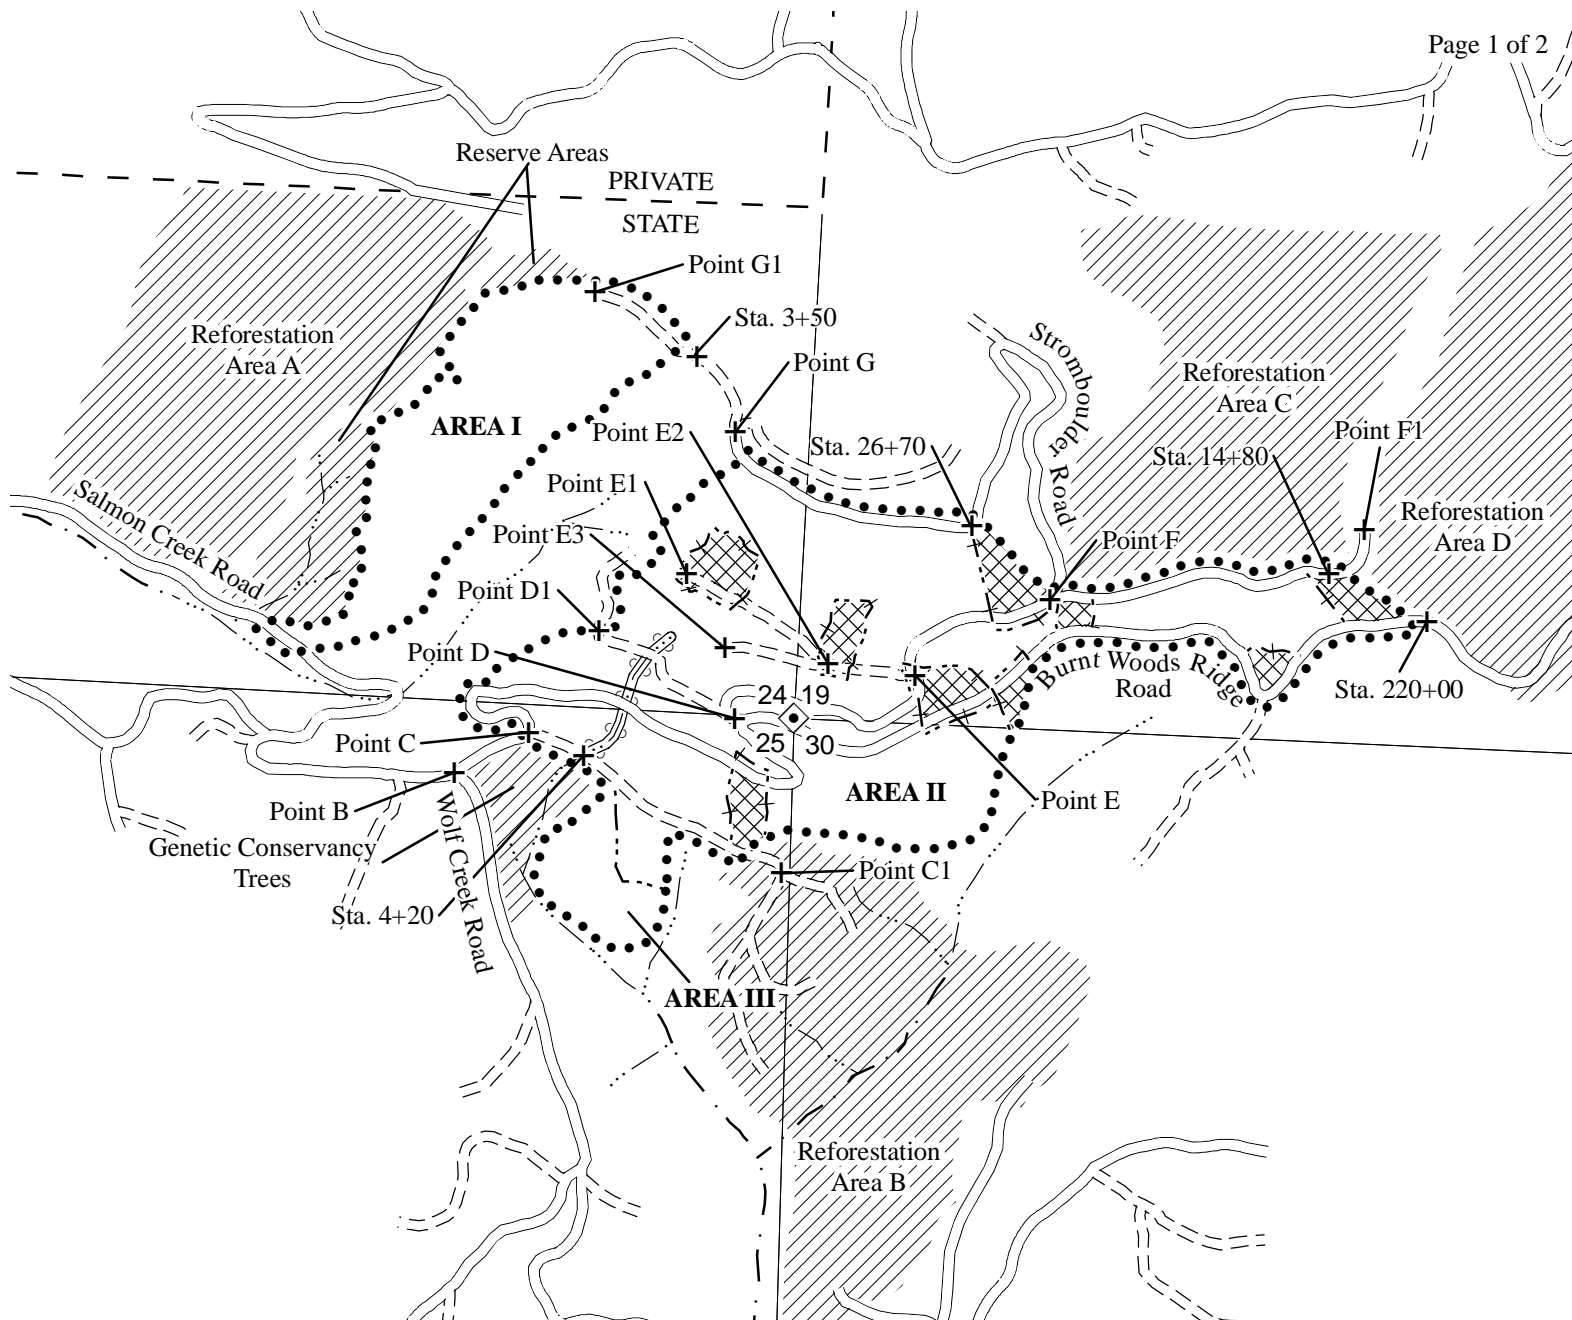 Page 1 of 2
Reserve Areas
PRIVATE
STATE
Point G1
Sta. 3+50
Reforestation
Area A
Point G
Stromboulder Road
Reforestation
Area C
AREA I
Point E2
Sta. 26+70
Point F1
Sta. 14+80
Point E1
Salmon Creek Road
Point E3
Reforestation
Area D
Point F
Point D1
Point D
Burnt Woods Ridge
Road
Sta. 220+00
24 19
25 30
Point C
AREA II
Point E
Point B
Wolf Creek Road
Genetic Conservancy
Trees
Point C1
Sta. 4+20
AREA III
Reforestation
Area B